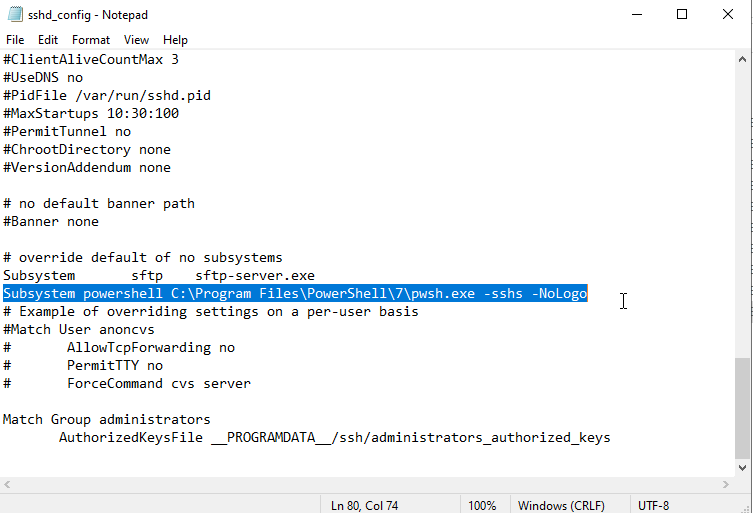 sshd_config - Notepad
File Edit Format View Help
#ClientAliveCountMax 3
#UseDNS no
#PidFile /var/run/sshd.pid
#MaxStartups 10:30:100
#PermitTunnel no
#ChrootDirectory none
#VersionAddendum none
# no default banner path
#Banner none
# override default of no subsystems
Subsystem       sftp    sftp-server.exe
Subsystem powershell C:\Program Files\PowerShell\7\pwsh.exe -sshs -NoLogo
# Example of overriding settings on a per-user basis
#Match User anoncvs
#       AllowTcpForwarding no
#       PermitTTY no
#       ForceCommand cvs server
Match Group administrators
       AuthorizedKeysFile __PROGRAMDATA__/ssh/administrators_authorized_keys
Ln 80, Col 74 100% Windows (CRLF) UTF-8